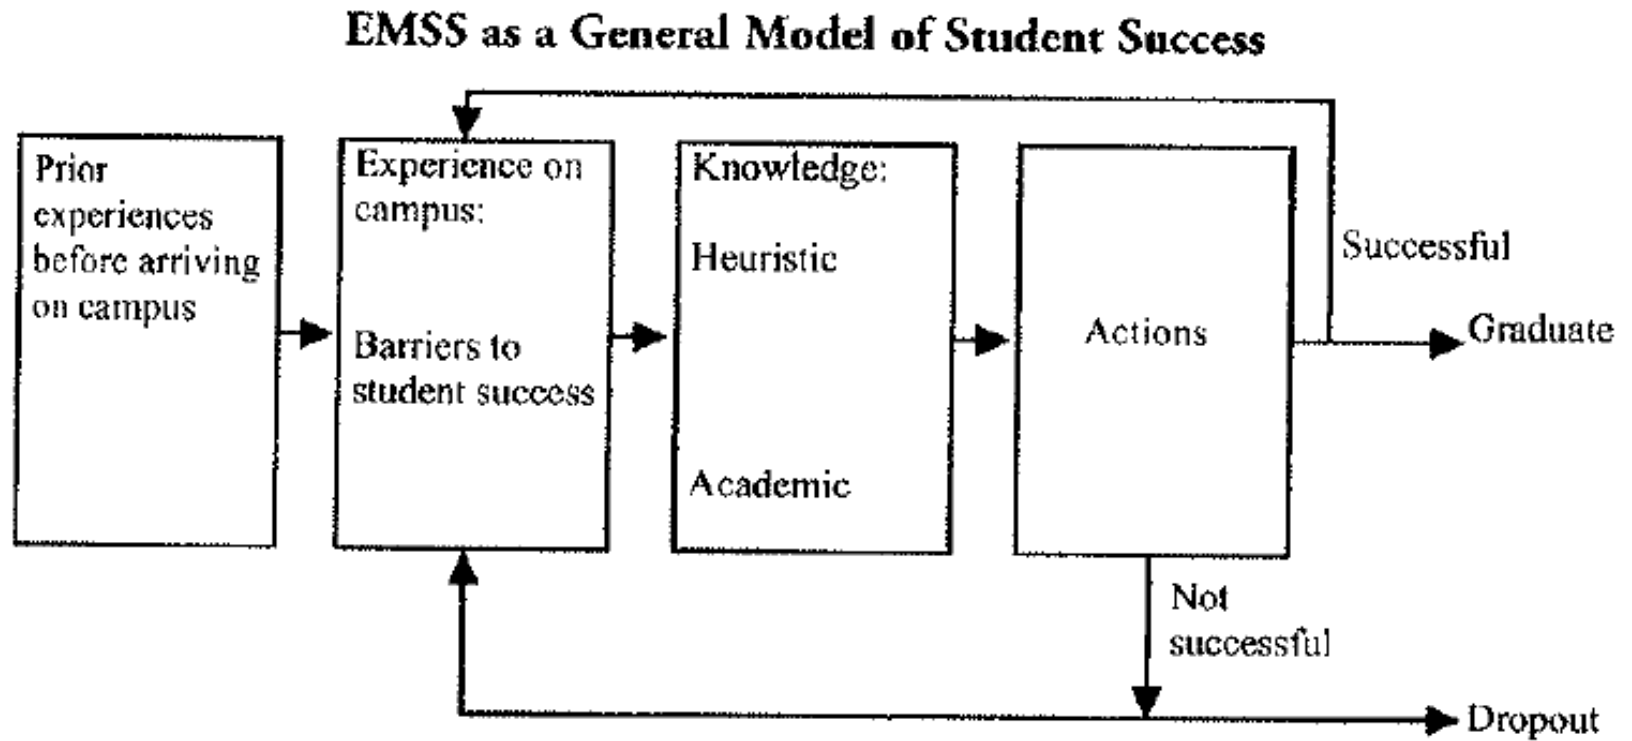 EMSS as a General Model of Student Success
Prior
experiences
before arriving
on campus
Experience on
campus:
Barriers to
student success
Knowledge:
Heuristic
Academic
Actions
Successful
Graduate
Not
successful
Dropout